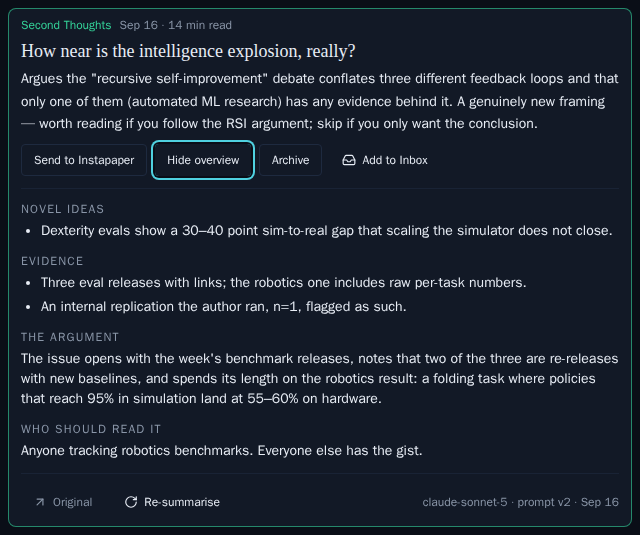 Second Thoughts Sep 16 · 14 min read
How near is the intelligence explosion, really?
Argues the "recursive self-improvement" debate conflates three different feedback loops and that
only one of them (automated ML research) has any evidence behind it. A genuinely new framing
— worth reading if you follow the RSI argument; skip if you only want the conclusion.
Send to Instapaper Hide overview Archive Add to Inbox
NOVEL IDEAS
• Dexterity evals show a 30–40 point sim-to-real gap that scaling the simulator does not close.
EVIDENCE
• Three eval releases with links; the robotics one includes raw per-task numbers.
• An internal replication the author ran, n=1, flagged as such.
THE ARGUMENT
The issue opens with the week's benchmark releases, notes that two of the three are re-releases
with new baselines, and spends its length on the robotics result: a folding task where policies
that reach 95% in simulation land at 55–60% on hardware.
WHO SHOULD READ IT
Anyone tracking robotics benchmarks. Everyone else has the gist.
Original Re-summarise claude-sonnet-5 · prompt v2 · Sep 16